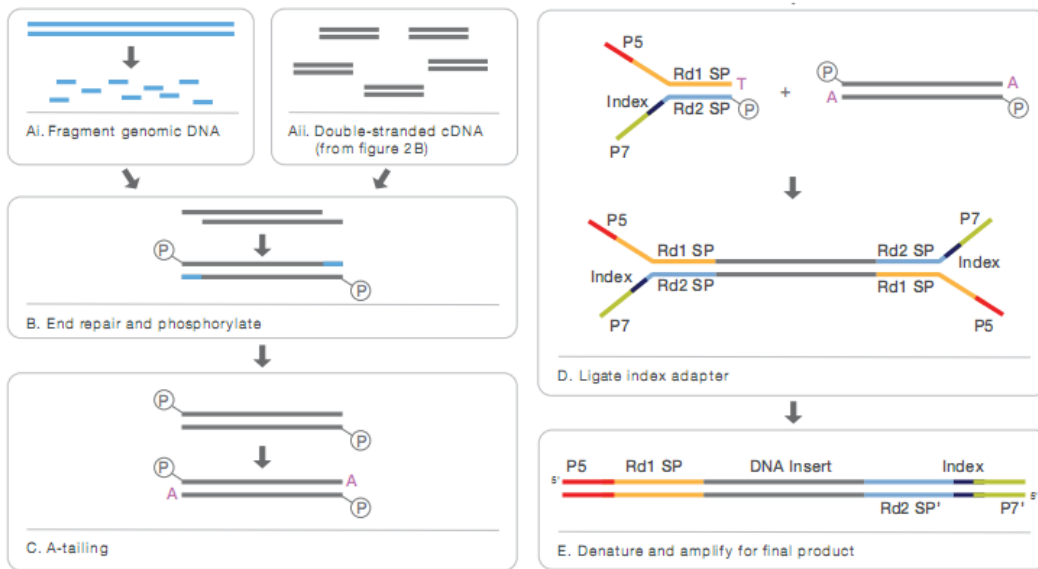 Ai. Fragment genomic DNA
Aii. Double-stranded cDNA
(from figure 2B)
P
P
B. End repair and phosphorylate
P
P
P
A
A
P
C. A-tailing
P5
Rd1 SP
T
Index
Rd2 SP
P
P7
+
P
A
A
P
P5
P7
Rd1 SP
Rd2 SP
Index
Index
Rd2 SP
Rd1 SP
P7
P5
D. Ligate index adapter
P5
Rd1 SP
DNA Insert
Index
5'
5'
Rd2 SP'
P7'
E. Denature and amplify for final product